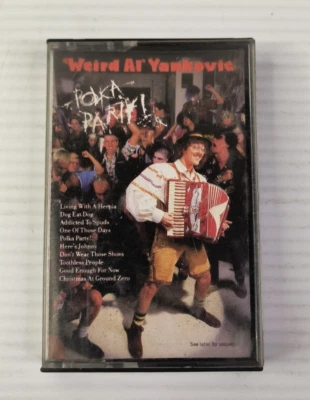 "Weird Al" Yankovic
POLKA
PARTY!
Living With A Hernia
Dog Eat Dog
Addicted To Spuds
One Of Those Days
Polka Party!
Here's Johnny
Don't Wear Those Shoes
Toothless People
Good Enough For Now
Christmas At Ground Zero